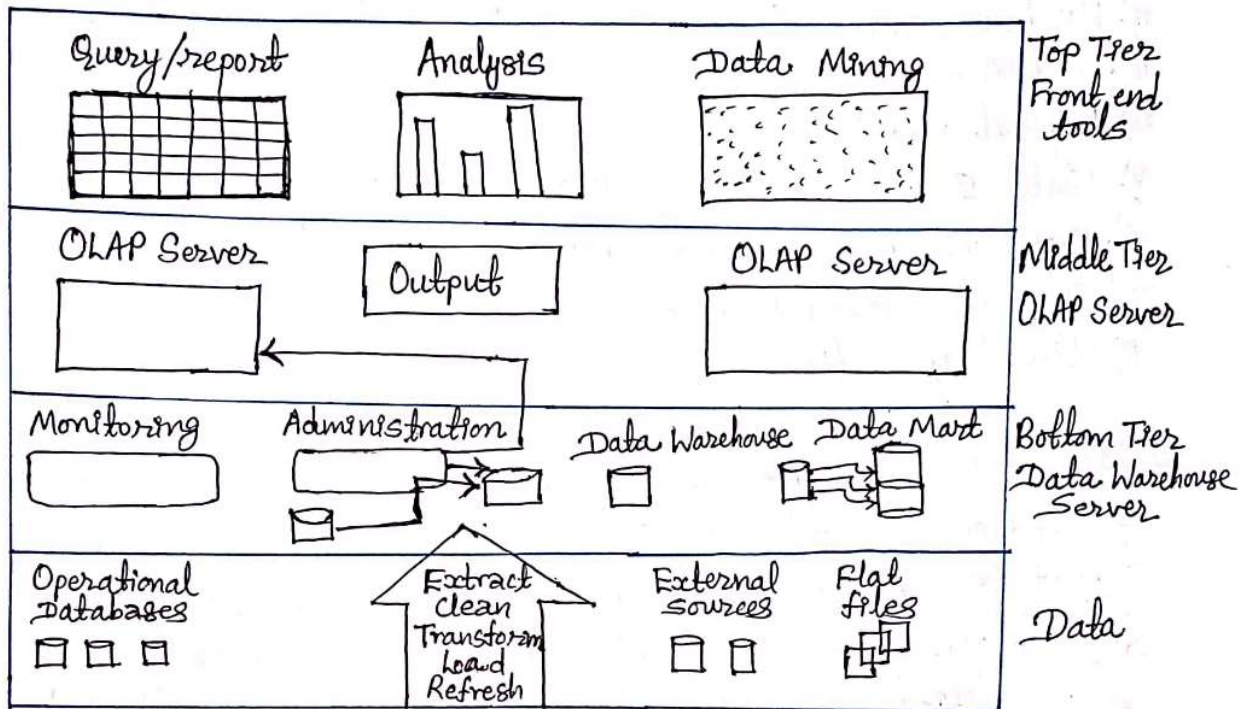 Query/report
Analysis
Data Mining
Top Tier
Front end
tools
OLAP Server
Output
OLAP Server
Middle Tier
OLAP Server
Monitoring
Administration
Data Warehouse
Data Mart
Bottom Tier
Data Warehouse
Server
Operational
Databases
Extract
Clean
Transform
Load
Refresh
External
Sources
Flat
files
Data